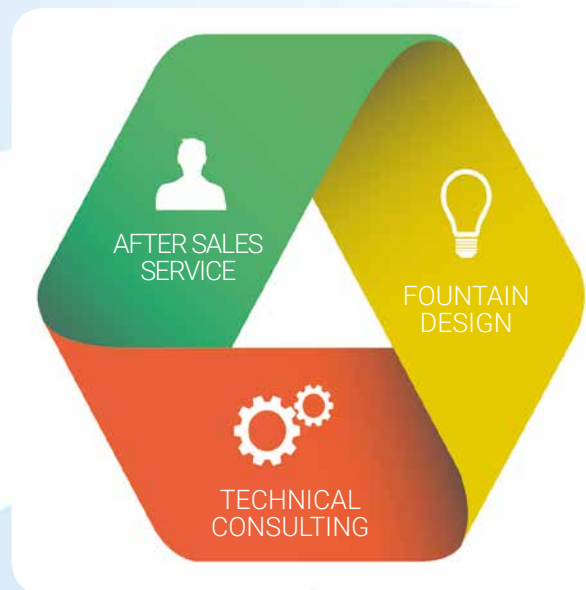 AFTER SALES
SERVICE
FOUNTAIN
DESIGN
TECHNICAL
CONSULTING